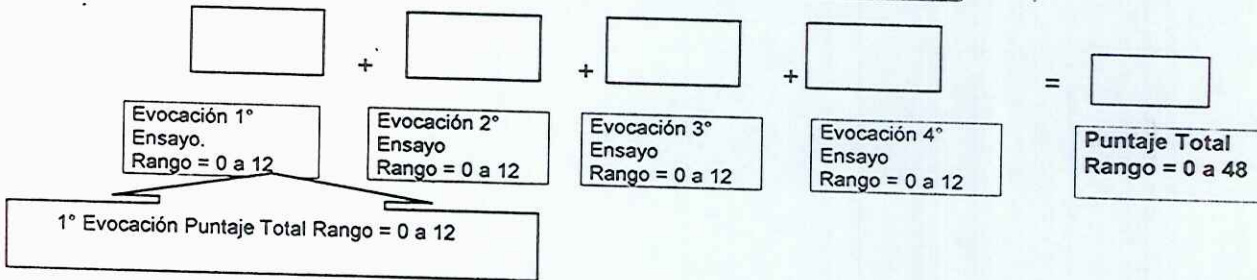 + + + =
Evocación 1°
Ensayo.
Rango = 0 a 12
Evocación 2°
Ensayo
Rango = 0 a 12
Evocación 3°
Ensayo
Rango = 0 a 12
Evocación 4°
Ensayo
Rango = 0 a 12
Puntaje Total
Rango = 0 a 48
1° Evocación Puntaje Total Rango = 0 a 12